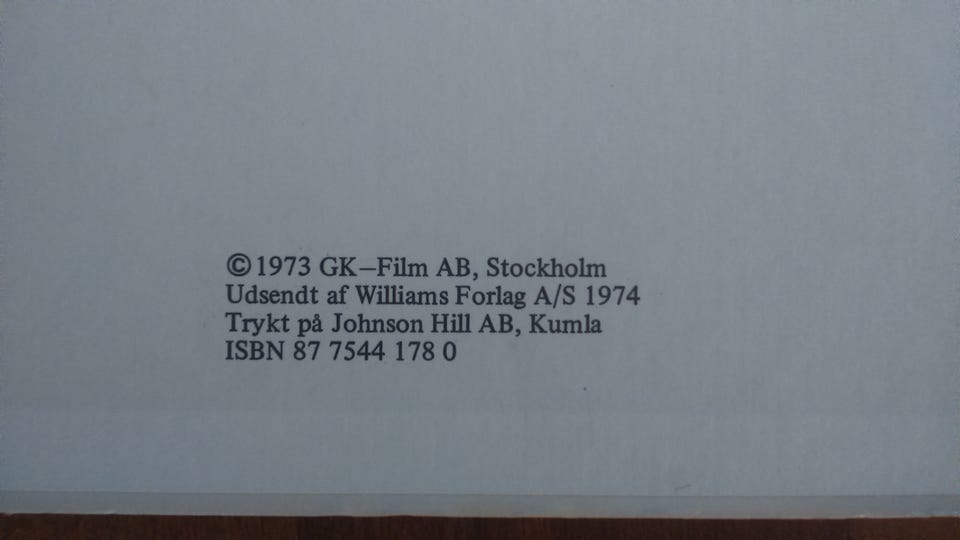 ©1973 GK–Film AB, Stockholm
Udsendt af Williams Forlag A/S 1974
Trykt på Johnson Hill AB, Kumla
ISBN 87 7544 178 0